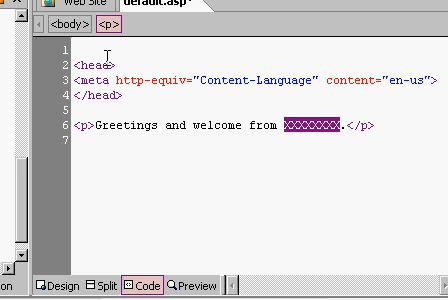 Web Site default.asp*
<body> <p>
1
2 <head>
3 <meta http-equiv="Content-Language" content="en-us">
4 </head>
5
6 <p>Greetings and welcome from XXXXXXXX.</p>
7
on Design Split Code Preview